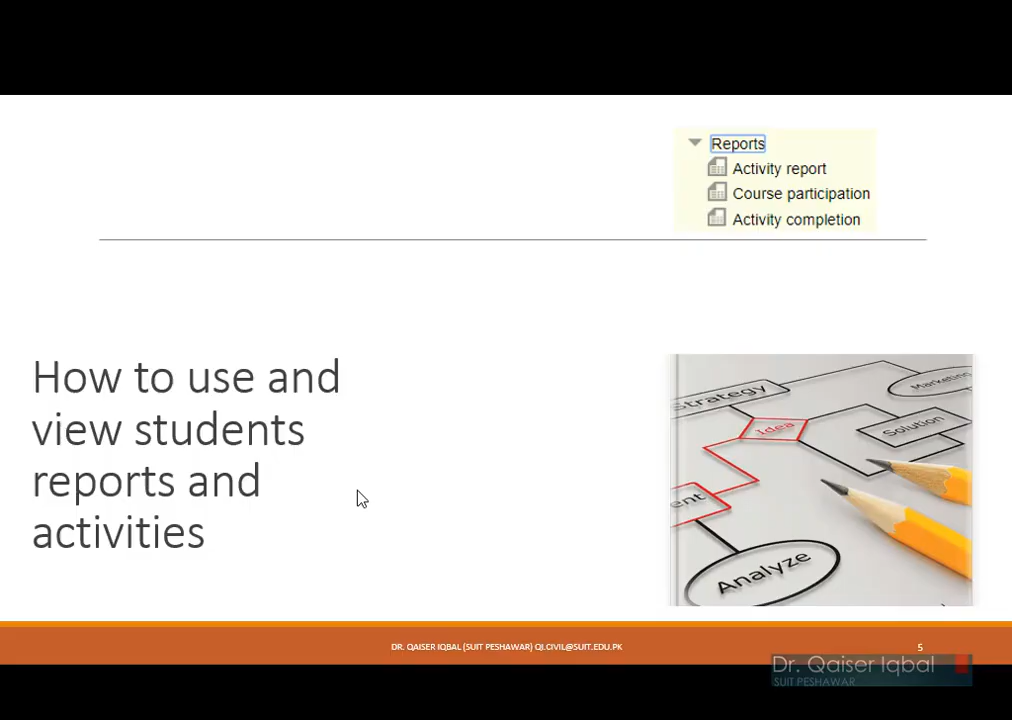 Reports
Activity report
Course participation
Activity completion
How to use and
view students
reports and
activities
Strategy
Marketing
Idea
Solution
ent
Analyze
DR. QAISER IQBAL (SUIT PESHAWAR) QI.CIVIL@SUIT.EDU.PK
5
Dr. Qaiser Iqbal
SUIT PESHAWAR